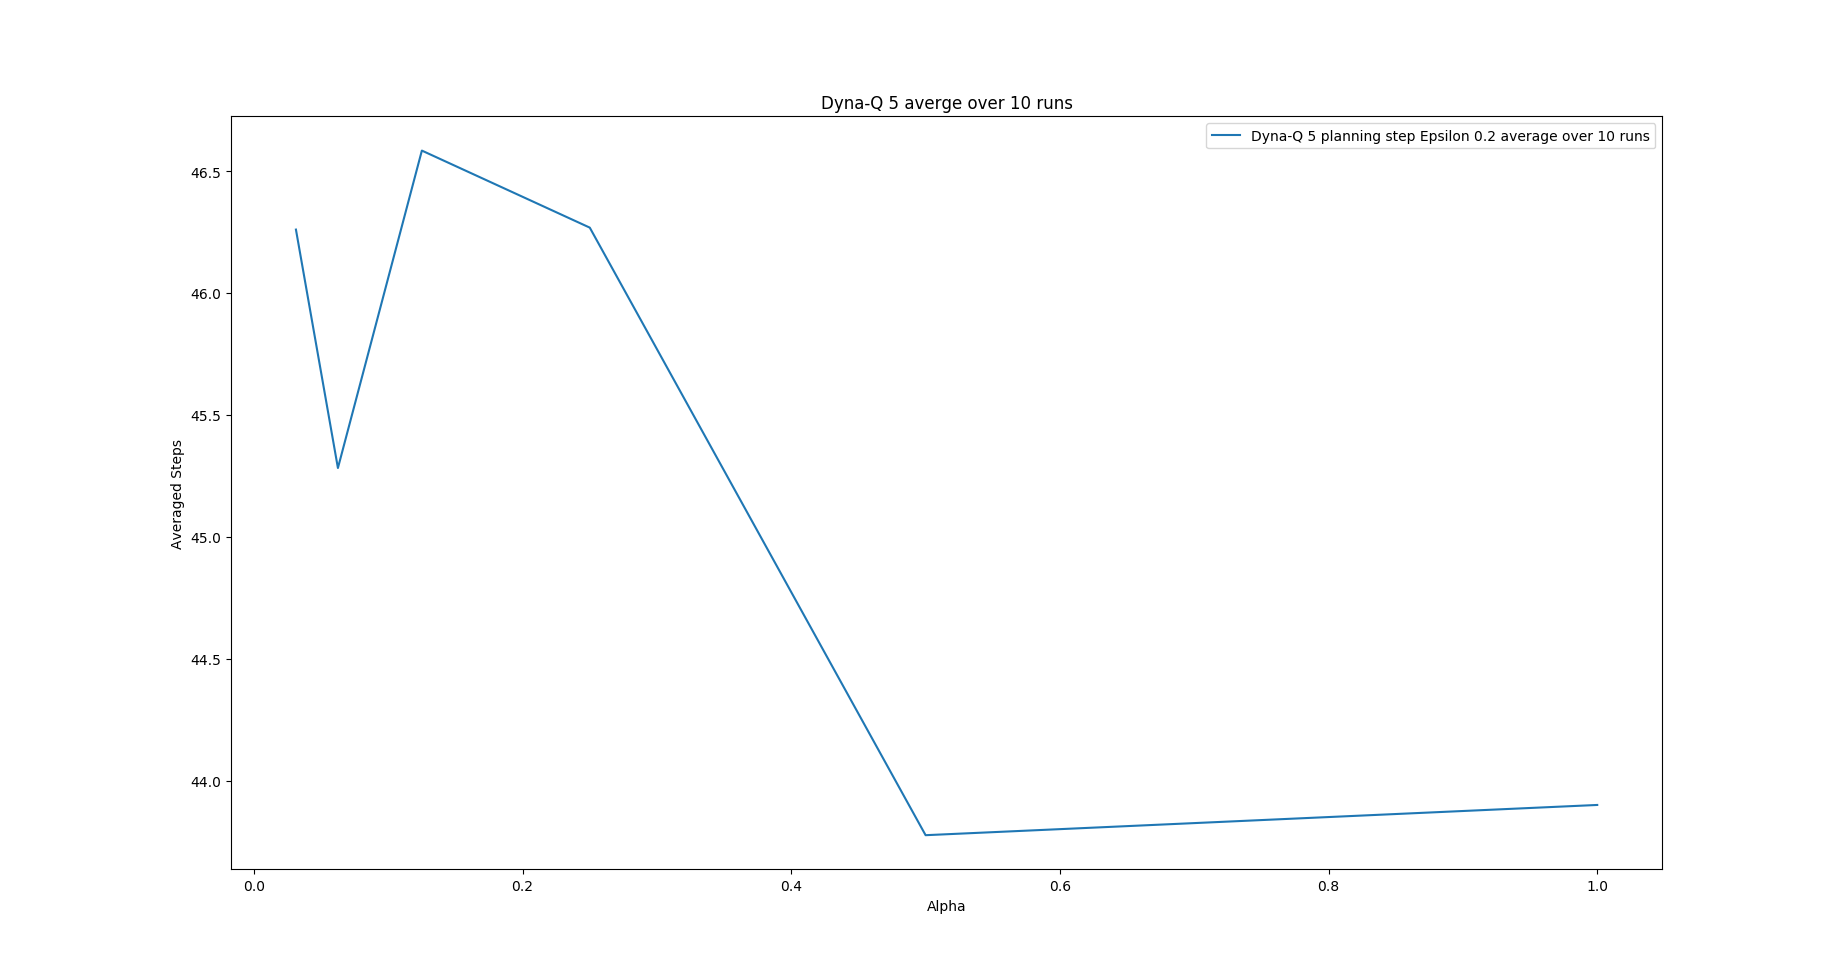 Dyna-Q 5 averge over 10 runs
Dyna-Q 5 planning step Epsilon 0.2 average over 10 runs
46.5
46.0
45.5
45.0
44.5
44.0
Averaged Steps
0.0 0.2 0.4 0.6 0.8 1.0
Alpha